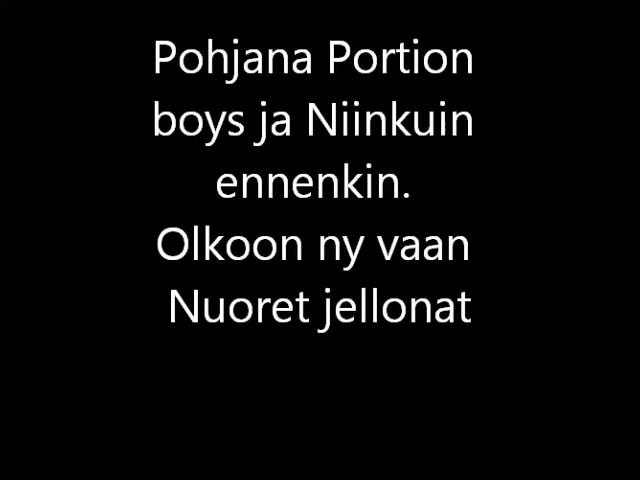 Pohjana Portion
boys ja Niinkuin
ennenkin.
Olkoon ny vaan
Nuoret jellonat